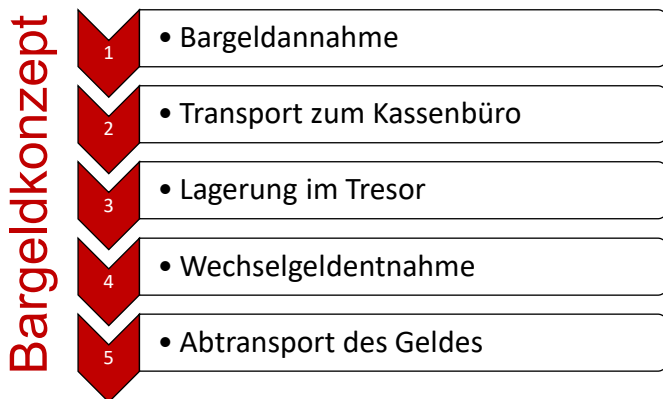 Bargeldkonzept
1
• Bargeldannahme
2
• Transport zum Kassenbüro
3
• Lagerung im Tresor
4
• Wechselgeldentnahme
5
• Abtransport des Geldes